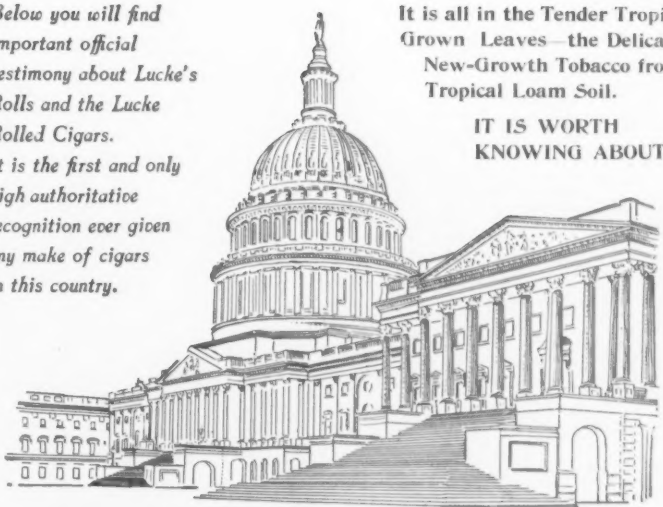 Below you will find
mportant official
estimony about Lucke's
Rolls and the Lucke
Rolled Cigars.
t is the first and only
igh authoritative
ecognition ever given
ny make of cigars
n this country.
It is all in the Tender Tropi
Grown Leaves—the Delica
New-Growth Tobacco fro
Tropical Loam Soil.
IT IS WORTH
KNOWING ABOUT